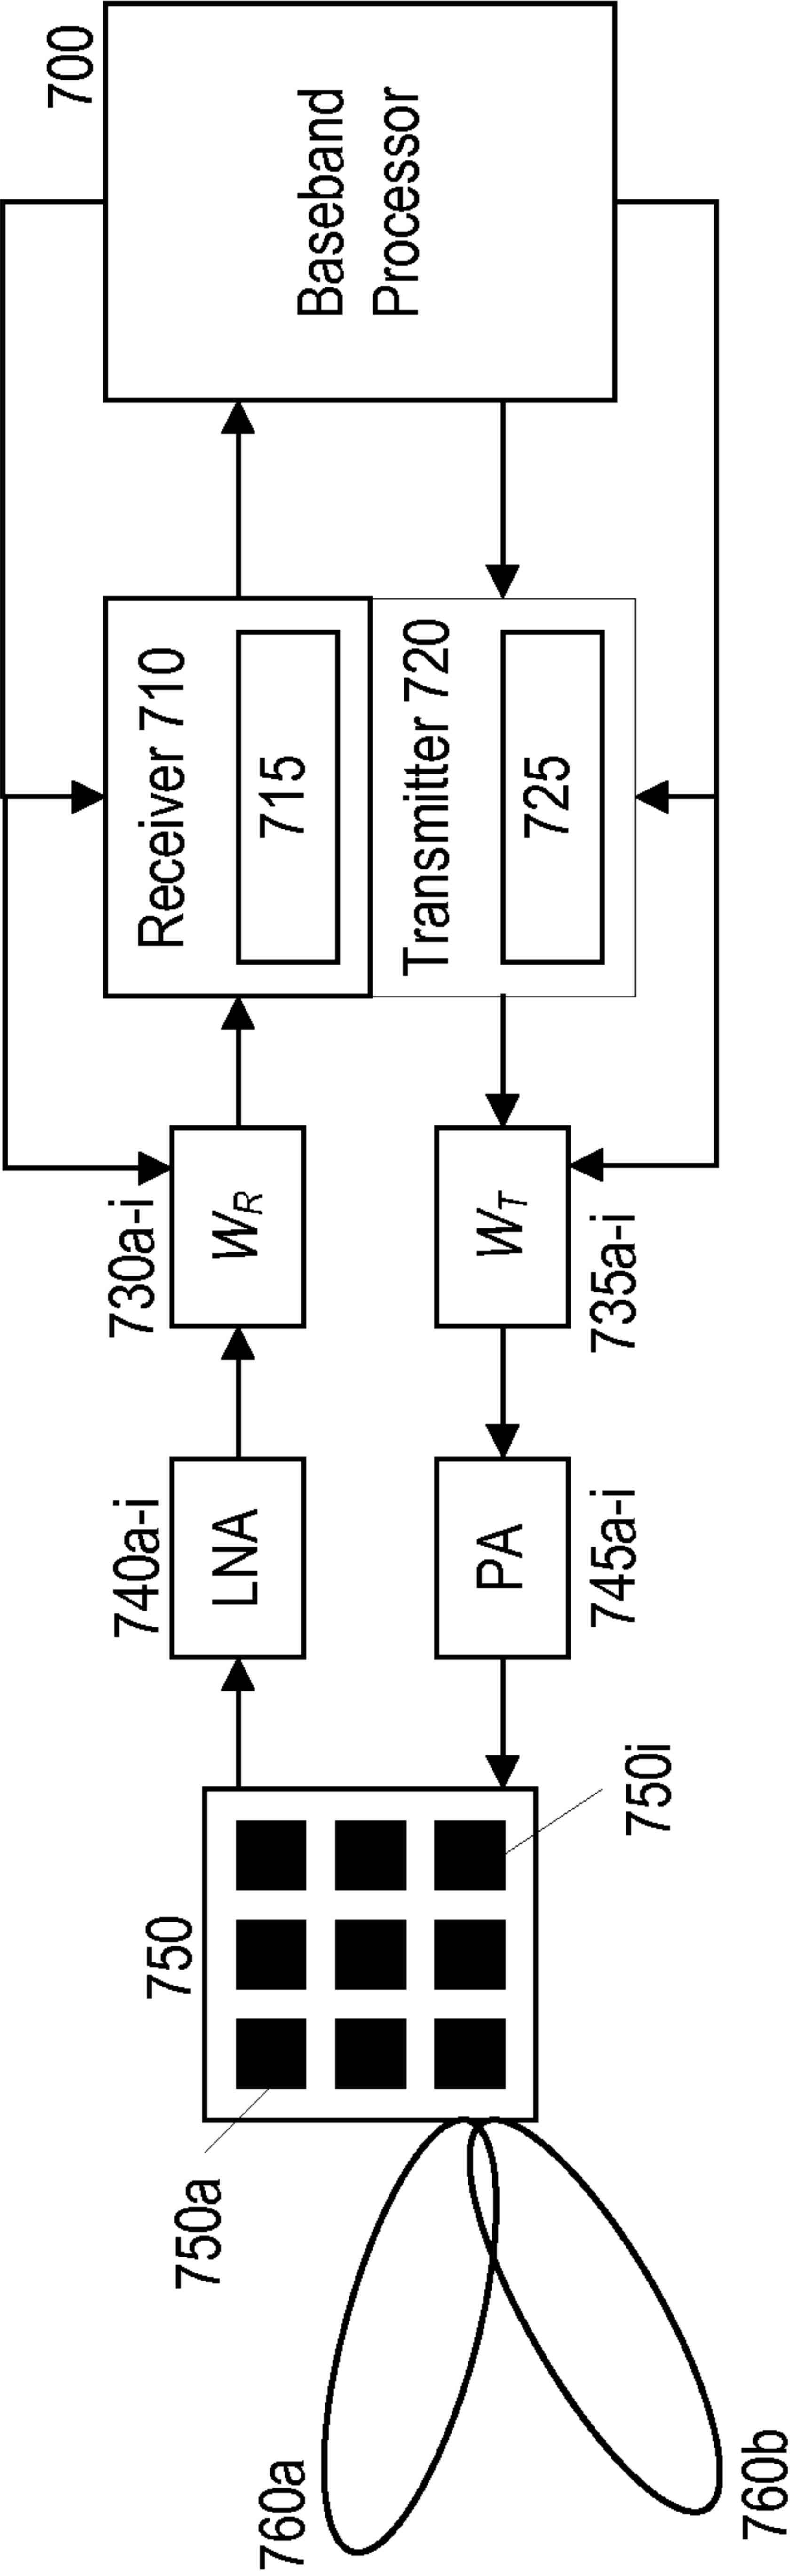 700
Baseband
Processor
Receiver 710
715
Transmitter 720
725
730a-i
WR
WT
735a-i
740a-i
LNA
PA
745a-i
750
750i
750a
760a
760b